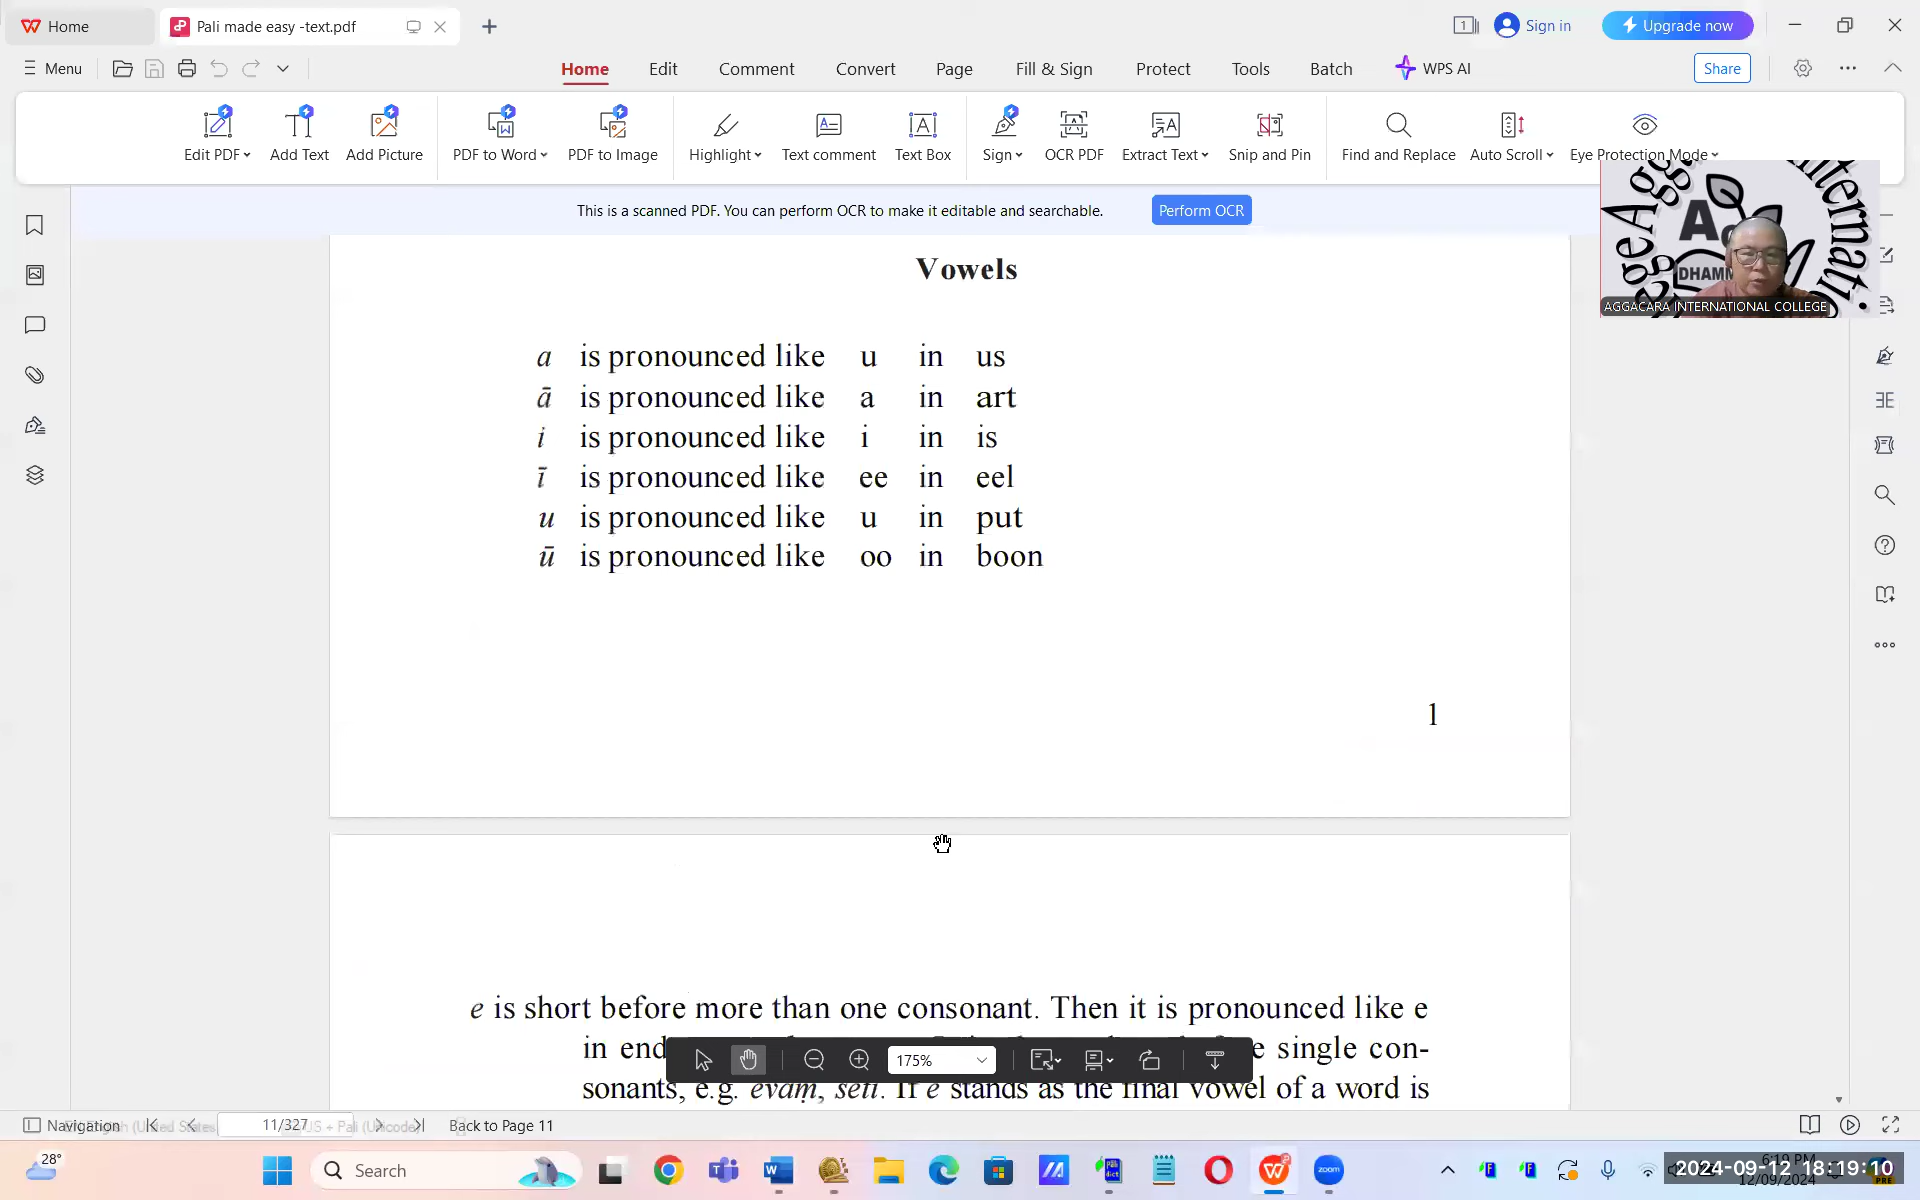 Home
Pali made easy -text.pdf
1
Sign in
Upgrade now
Menu
Home
Edit
Comment
Convert
Page
Fill & Sign
Protect
Tools
Batch
WPS AI
Share
Edit PDF
Add Text
Add Picture
PDF to Word
PDF to Image
Highlight
Text comment
Text Box
Sign
OCR PDF
Extract Text
Snip and Pin
Find and Replace
Auto Scroll
Eye Protection Mode
This is a scanned PDF. You can perform OCR to make it editable and searchable.
Perform OCR
DHAMM
AGGACARA INTERNATIONAL COLLEGE
Vowels
a is pronounced like u in us
ā is pronounced like a in art
i is pronounced like i in is
ī is pronounced like ee in eel
u is pronounced like u in put
ū is pronounced like oo in boon
1
e is short before more than one consonant. Then it is pronounced like e
in end single con-
sonants, e.g. evaṃ, seti. If e stands as the final vowel of a word is
175%
Navigation
11/327
Back to Page 11
28°
Search
zoom
2024-09-12 18:19:10
12/09/2024